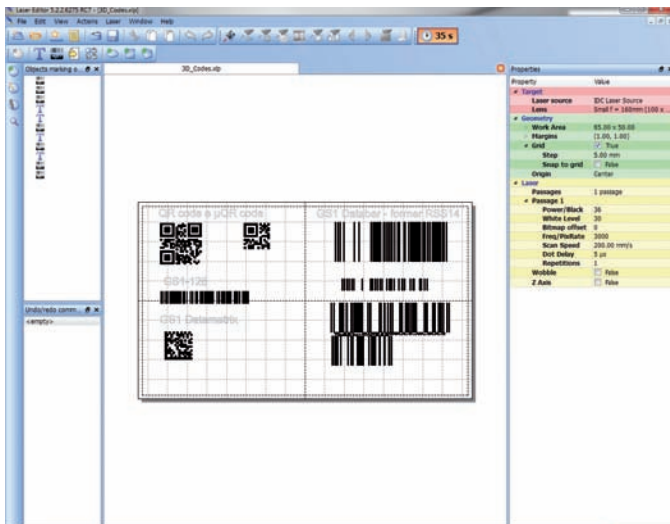 Laser Editor 5.2.2.6275 RC7 - [3D_Codes.xlp]
File Edit View Actions Laser Window Help
35 s
Objects marking o...
3D_Codes.xlp
Properties
Property Value
Target
Laser source IDC Laser Source
Lens Small f = 160mm (100 x ...
Geometry
Work Area 85.00 x 50.00
Margins (1.00, 1.00)
Grid True
Step 5.00 mm
Snap to grid False
Origin Center
Laser
Passages 1 passage
Passage 1
Power/Black 36
White Level 30
Bitmap offset 0
Freq/PixRate 3000
Scan Speed 200.00 mm/s
Dot Delay 5 µs
Repetitions 1
Wobble False
Z Axis False
QR code e µQR code
GS1 Databar - former RSS14
GS1-128
GS1 Datamatrix
Undo/redo comm...
<empty>